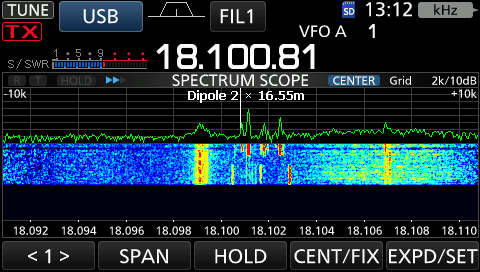 TUNE USB FIL1 SD 13:12 kHz
TX VFO A 1
S/SWR 1 5 9 18.100.81
R T HOLD SPECTRUM SCOPE CENTER Grid 2k/10dB
-10k Dipole 2 × 16.55m +10k
18.092 18.094 18.096 18.098 18.100 18.102 18.104 18.106 18.108 18.110
< 1 > SPAN HOLD CENT/FIX EXPD/SET